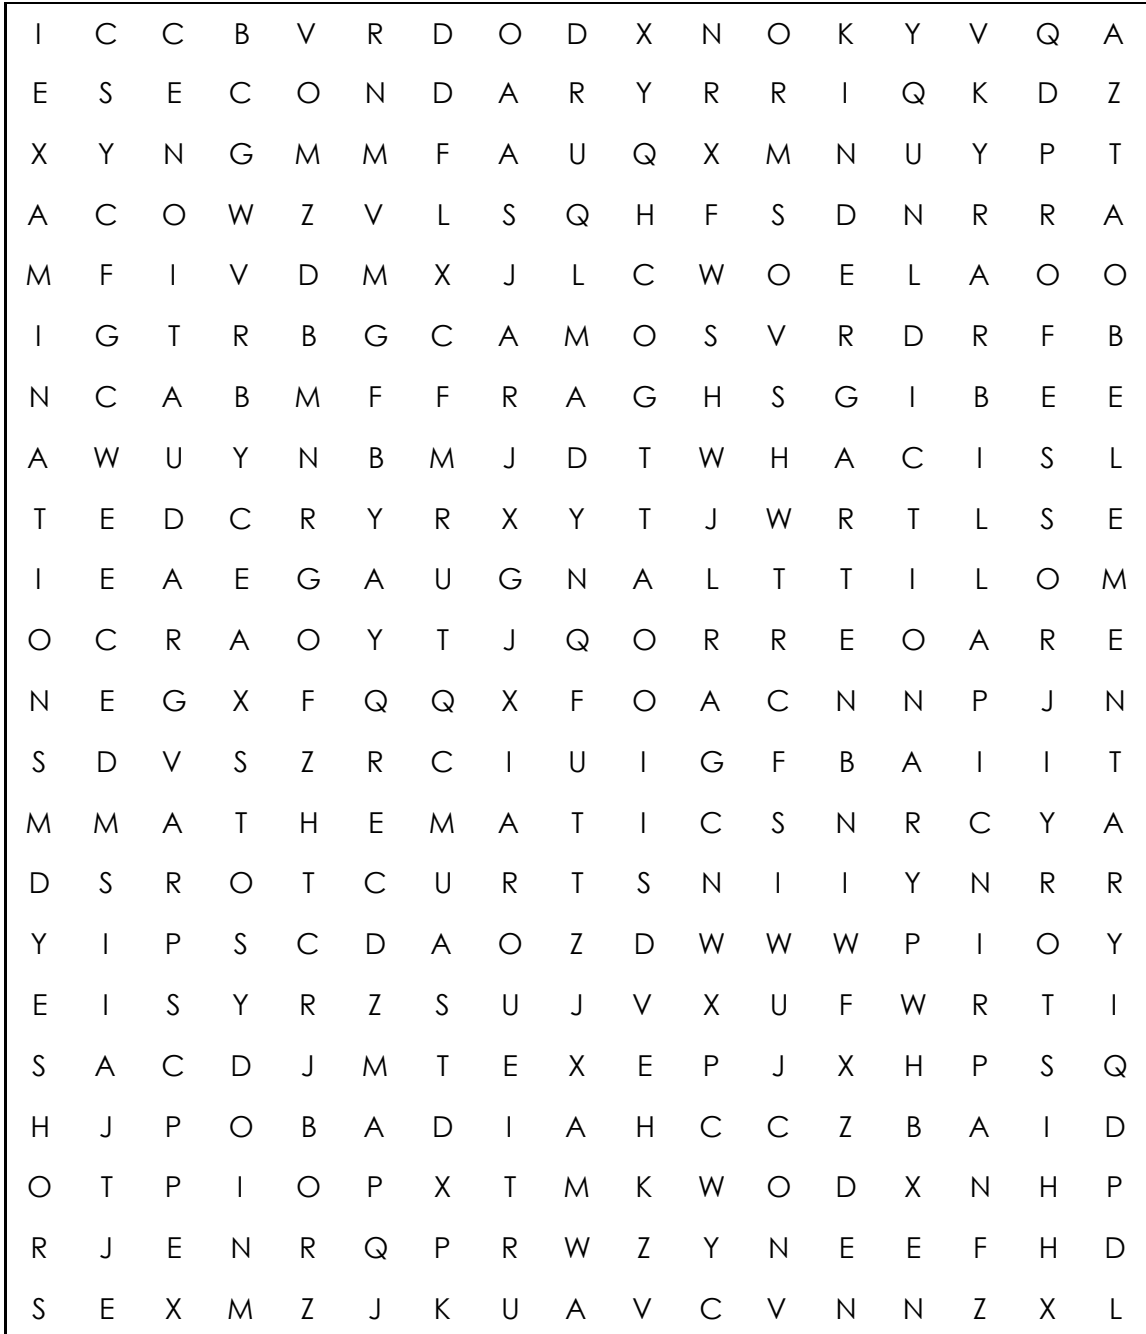 I C C B V R D O D X N O K Y V Q A
E S E C O N D A R Y R R I Q K D Z
X Y N G M M F A U Q X M N U Y P T
A C O W Z V L S Q H F S D N R R A
M F I V D M X J L C W O E L A O O
I G T R B G C A M O S V R D R F B
N C A B M F F R A G H S G I B E E
A W U Y N B M J D T W H A C I S L
T E D C R Y R X Y T J W R T L S E
I E A E G A U G N A L T T I L O M
O C R A O Y T J Q O R R E O A R E
N E G X F Q Q X F O A C N N P J N
S D V S Z R C I U I G F B A I I T
M M A T H E M A T I C S N R C Y A
D S R O T C U R T S N I I Y N R R
Y I P S C D A O Z D W W W P I O Y
E I S Y R Z S U J V X U F W R T I
S A C D J M T E X E P J X H P S Q
H J P O B A D I A H C C Z B A I D
O T P I O P X T M K W O D X N H P
R J E N R Q P R W Z Y N E E F H D
S E X M Z J K U A V C V N N Z X L